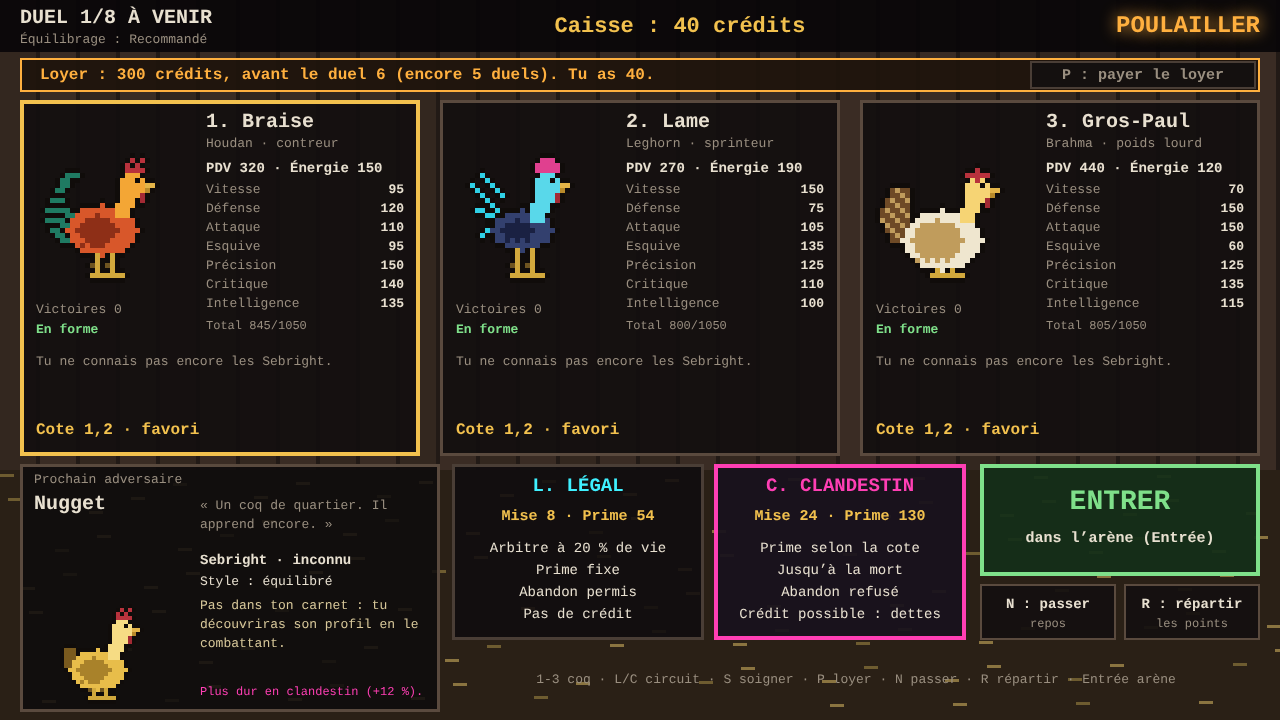 DUEL 1/8 À VENIR
Équilibrage : Recommandé
Caisse : 40 crédits
POULAILLER
Loyer : 300 crédits, avant le duel 6 (encore 5 duels). Tu as 40.
P : payer le loyer
1. Braise
Houdan · contreur
PDV 320 · Énergie 150
Vitesse 95
Défense 120
Attaque 110
Esquive 95
Précision 150
Critique 140
Intelligence 135
Total 845/1050
Victoires 0
En forme
Tu ne connais pas encore les Sebright.
Cote 1,2 · favori
2. Lame
Leghorn · sprinteur
PDV 270 · Énergie 190
Vitesse 150
Défense 75
Attaque 105
Esquive 135
Précision 125
Critique 110
Intelligence 100
Total 800/1050
Victoires 0
En forme
Tu ne connais pas encore les Sebright.
Cote 1,2 · favori
3. Gros-Paul
Brahma · poids lourd
PDV 440 · Énergie 120
Vitesse 70
Défense 150
Attaque 150
Esquive 60
Précision 125
Critique 135
Intelligence 115
Total 805/1050
Victoires 0
En forme
Tu ne connais pas encore les Sebright.
Cote 1,2 · favori
Prochain adversaire
Nugget
« Un coq de quartier. Il
apprend encore. »
Sebright · inconnu
Style : équilibré
Pas dans ton carnet : tu
découvriras son profil en le
combattant.
Plus dur en clandestin (+12 %).
L. LÉGAL
Mise 8 · Prime 54
Arbitre à 20 % de vie
Prime fixe
Abandon permis
Pas de crédit
C. CLANDESTIN
Mise 24 · Prime 130
Prime selon la cote
Jusqu’à la mort
Abandon refusé
Crédit possible : dettes
ENTRER
dans l’arène (Entrée)
N : passer
repos
R : répartir
les points
1-3 coq · L/C circuit · S soigner · P loyer · N passer · R répartir · Entrée arène